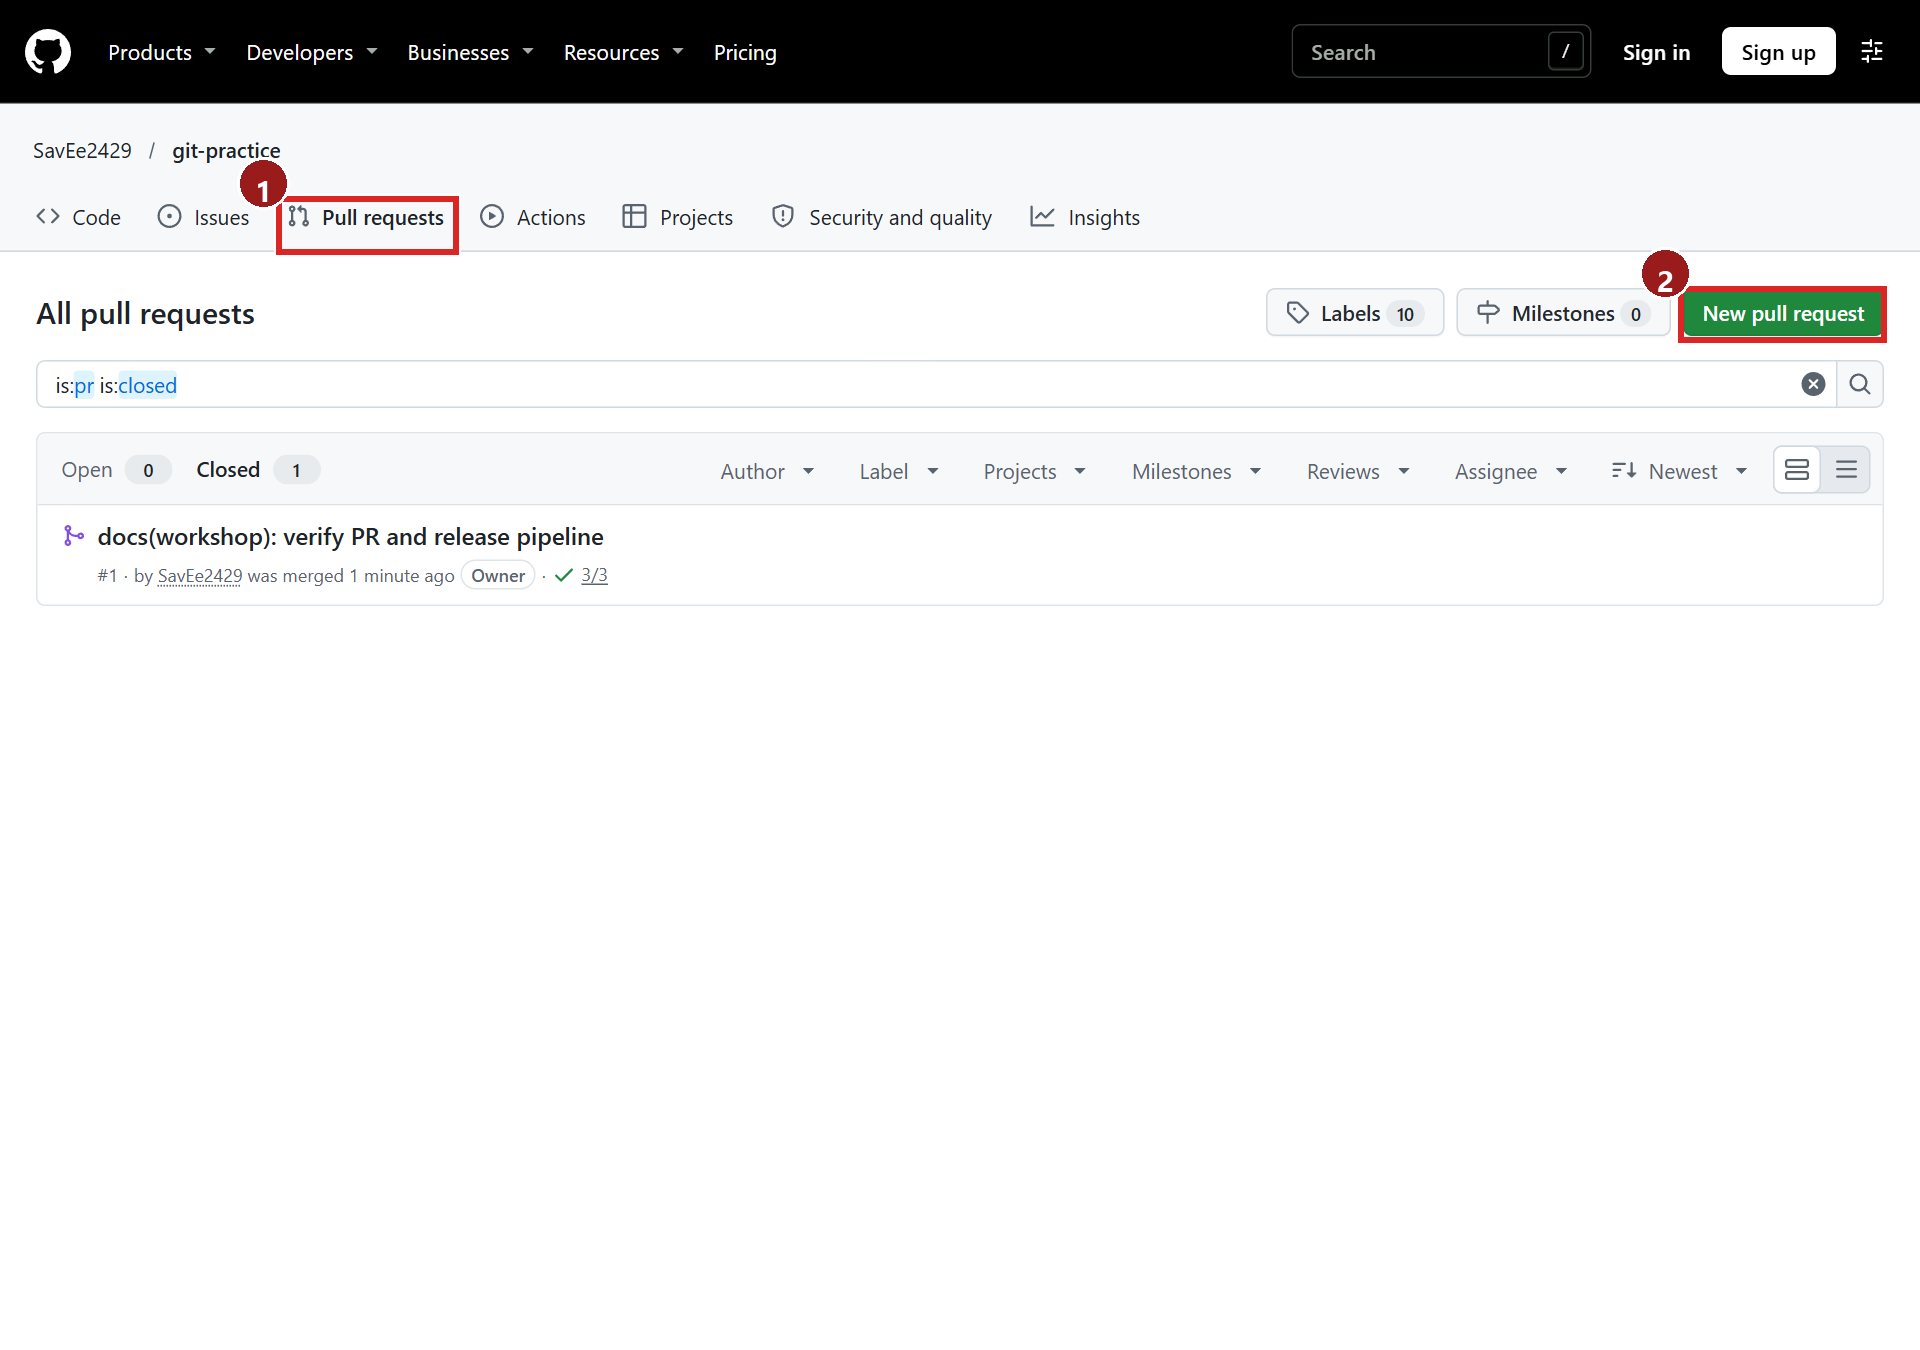 Products Developers Businesses Resources Pricing Search / Sign in Sign up
SavEe2429 / git-practice
1
Code Issues Pull requests Actions Projects Security and quality Insights
2
All pull requests Labels 10 Milestones 0 New pull request
is:pr is:closed
Open 0 Closed 1 Author Label Projects Milestones Reviews Assignee Newest
docs(workshop): verify PR and release pipeline
#1 · by SavEe2429 was merged 1 minute ago Owner · 3/3